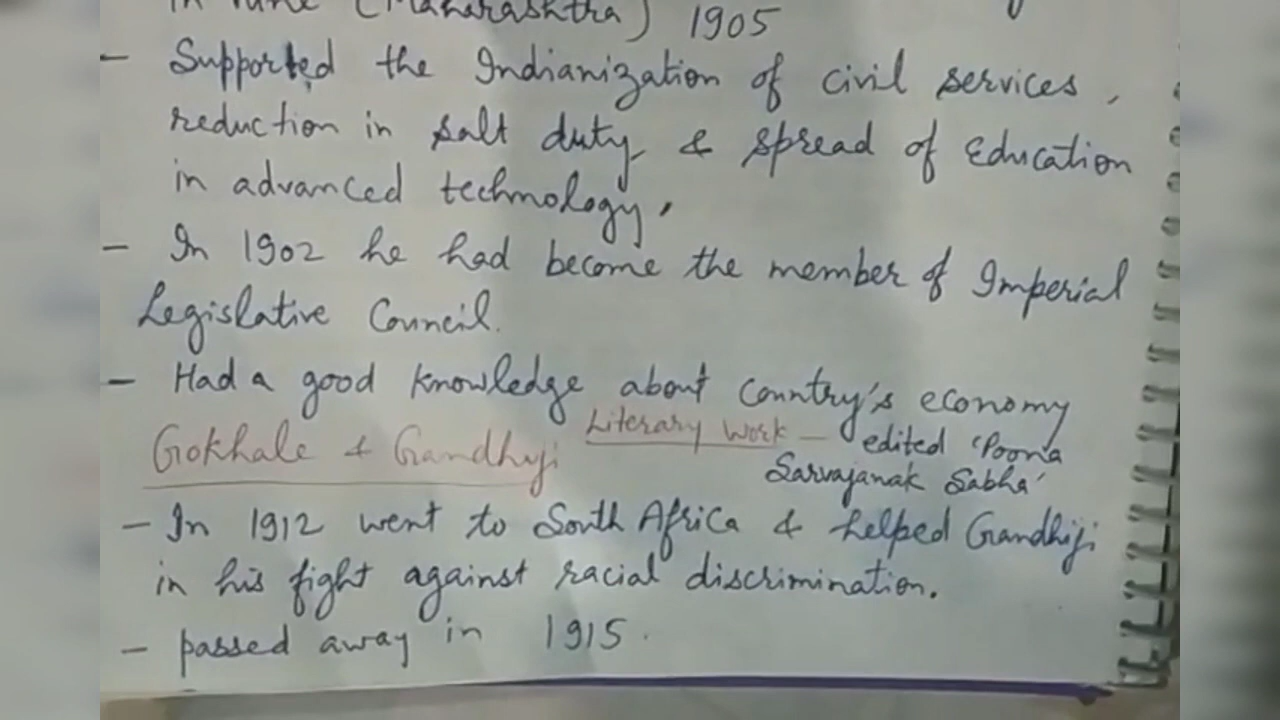 in Pune (Maharashtra) 1905
- Supported the Indianization of civil services,
reduction in salt duty & spread of Education
in advanced technology,
- In 1902 he had become the member of Imperial
Legislative Council.
- Had a good knowledge about country's economy
Gokhale & Gandhiji Literary work - edited 'Poona
Sarvajanak Sabha'
- In 1912 went to South Africa & helped Gandhiji
in his fight against racial discrimination.
- passed away in 1915.